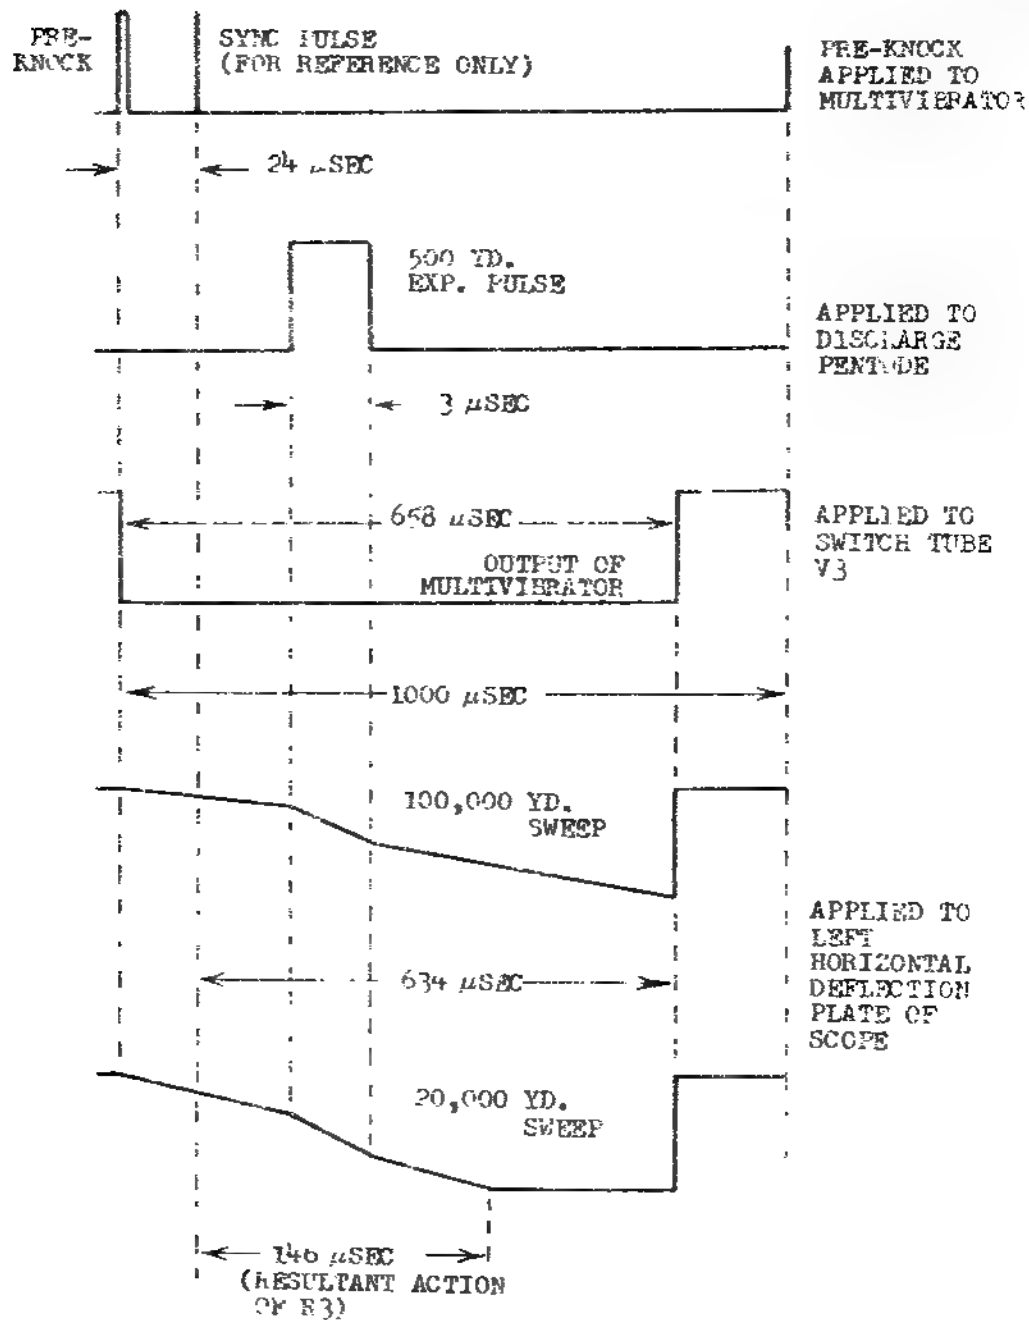 PRE-
KNOCK
SYNC PULSE
(FOR REFERENCE ONLY)
PRE-KNOCK
APPLIED TO
MULTIVIBRATOR
24 μSEC
500 YD.
EXP. PULSE
APPLIED TO
DISCHARGE
PENTODE
3 μSEC
658 μSEC
OUTPUT OF
MULTIVIBRATOR
APPLIED TO
SWITCH TUBE
V3
1000 μSEC
100,000 YD.
SWEEP
634 μSEC
APPLIED TO
LEFT
HORIZONTAL
DEFLECTION
PLATE OF
SCOPE
20,000 YD.
SWEEP
146 μSEC
(RESULTANT ACTION
OF R3)